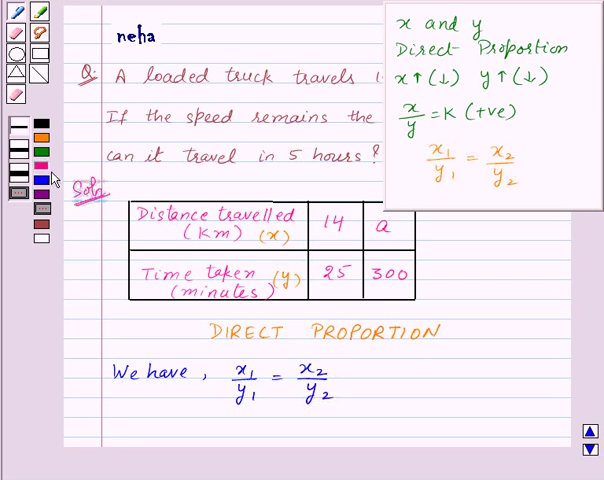 neha
Q. A loaded truck travels 1
If the speed remains the
can it travel in 5 hours?
x and y
Direct Proportion
x↑(↓) y↑(↓)
x/y = K (+ve)
x₁/y₁ = x₂/y₂
Soln
Distance travelled (Km) (x) 14 a
Time taken (minutes) (y) 25 300
DIRECT PROPORTION
We have, x₁/y₁ = x₂/y₂